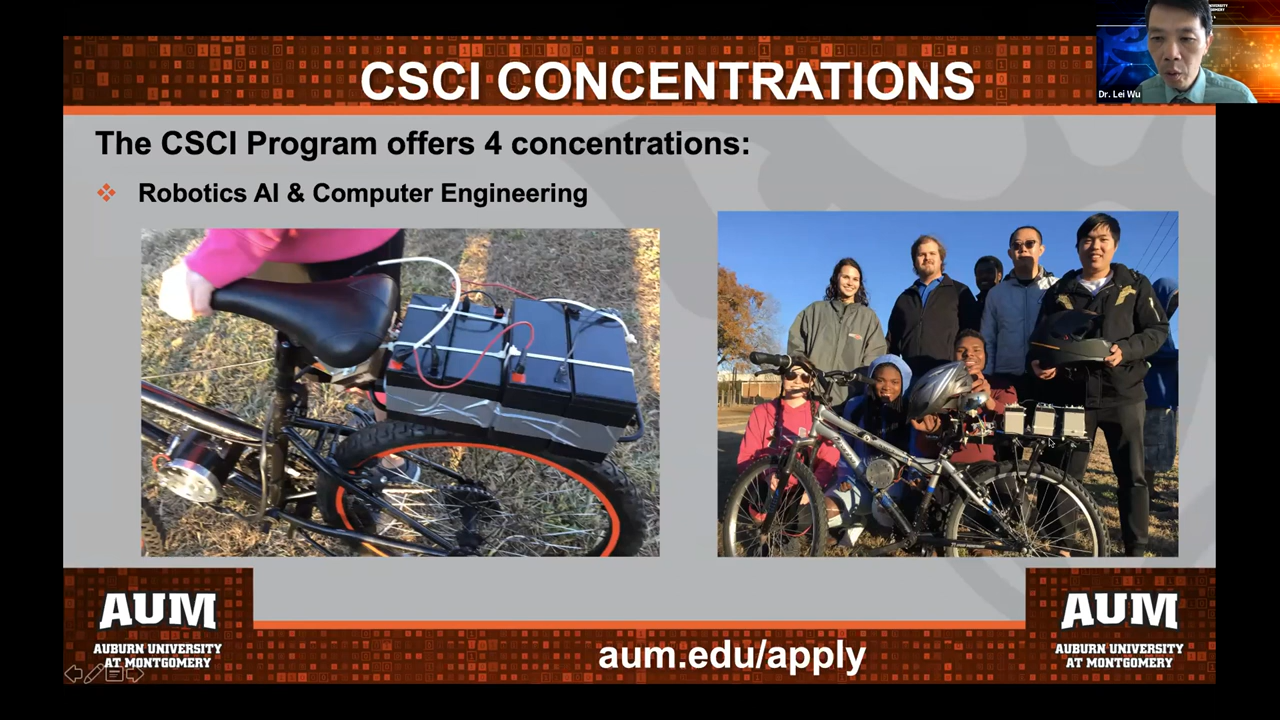 CSCI CONCENTRATIONS
Dr. Lei Wu
The CSCI Program offers 4 concentrations:
Robotics AI & Computer Engineering
AUM
AUBURN UNIVERSITY
AT MONTGOMERY
aum.edu/apply
AUM
AUBURN UNIVERSITY
AT MONTGOMERY